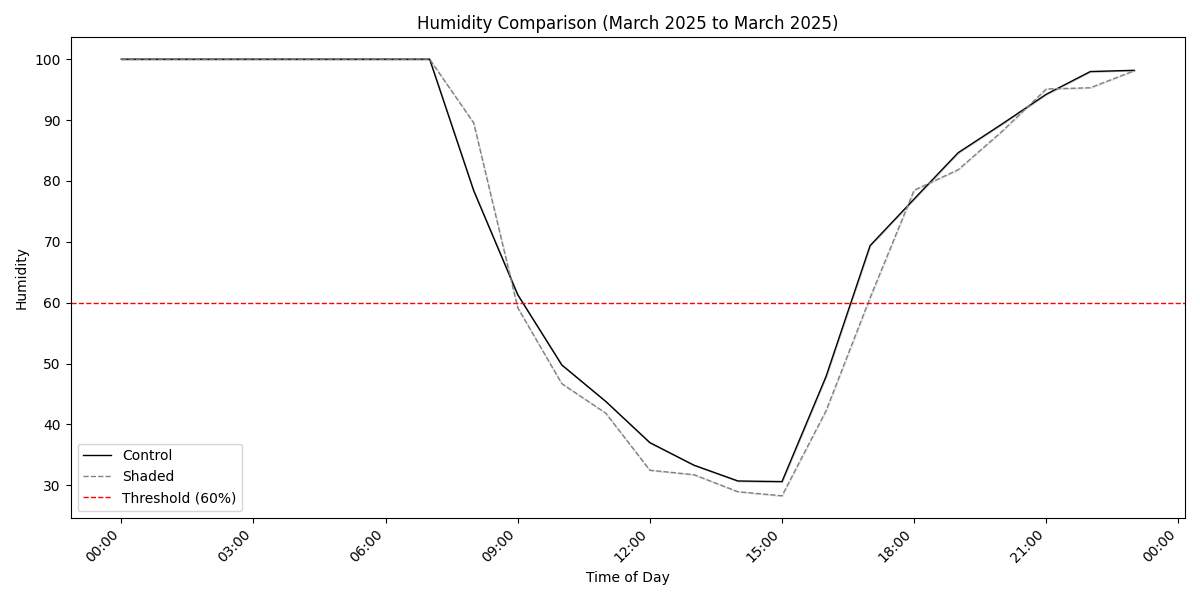 Humidity Comparison (March 2025 to March 2025)
Humidity
100
90
80
70
60
50
40
30
Control
Shaded
Threshold (60%)
00:00
03:00
06:00
09:00
12:00
15:00
18:00
21:00
00:00
Time of Day